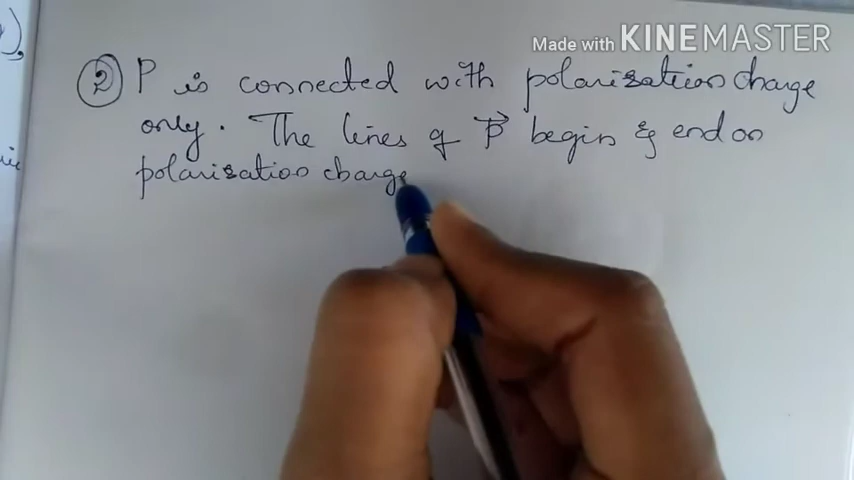 Made with KINEMASTER
② P is connected with polarisation charge
only. The lines of P⃗ begin & end on
polarisation charge